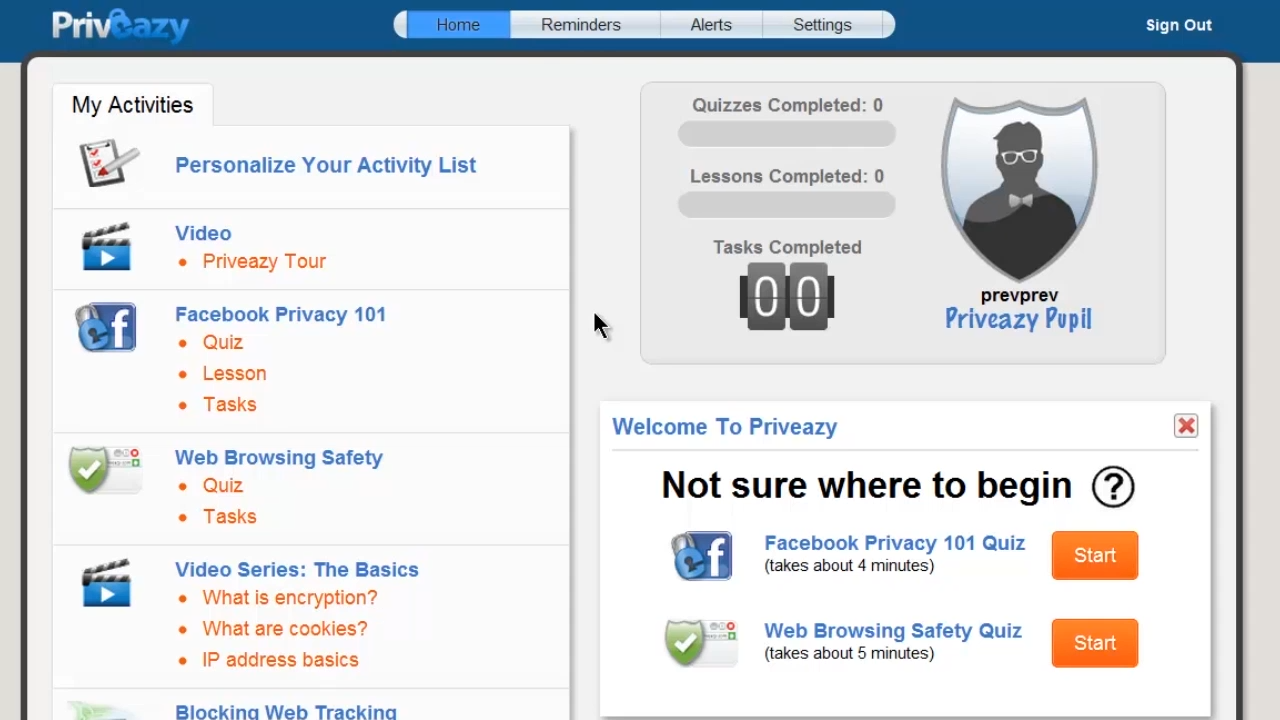 Priveazy
Home
Reminders
Alerts
Settings
Sign Out
My Activities
Personalize Your Activity List
Video
• Priveazy Tour
Facebook Privacy 101
• Quiz
• Lesson
• Tasks
Web Browsing Safety
• Quiz
• Tasks
Video Series: The Basics
• What is encryption?
• What are cookies?
• IP address basics
Blocking Web Tracking
Quizzes Completed: 0
Lessons Completed: 0
Tasks Completed
00
prevprev
Priveazy Pupil
Welcome To Priveazy
Not sure where to begin ?
Facebook Privacy 101 Quiz
(takes about 4 minutes)
Start
Web Browsing Safety Quiz
(takes about 5 minutes)
Start